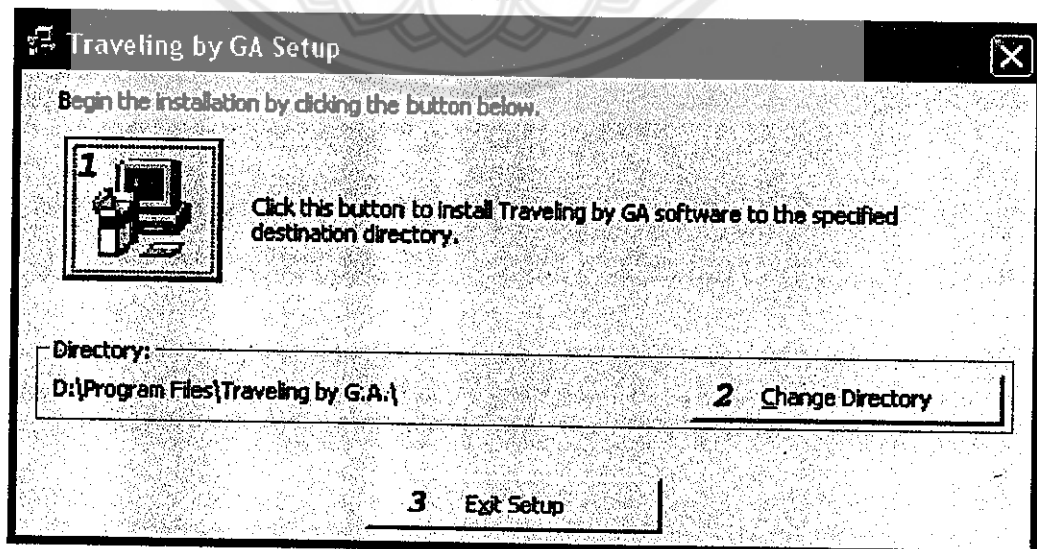 Traveling by GA Setup
Begin the installation by clicking the button below.
1
Click this button to install Traveling by GA software to the specified
destination directory.
Directory:
D:\Program Files\Traveling by G.A.\
2 Change Directory
3 Exit Setup